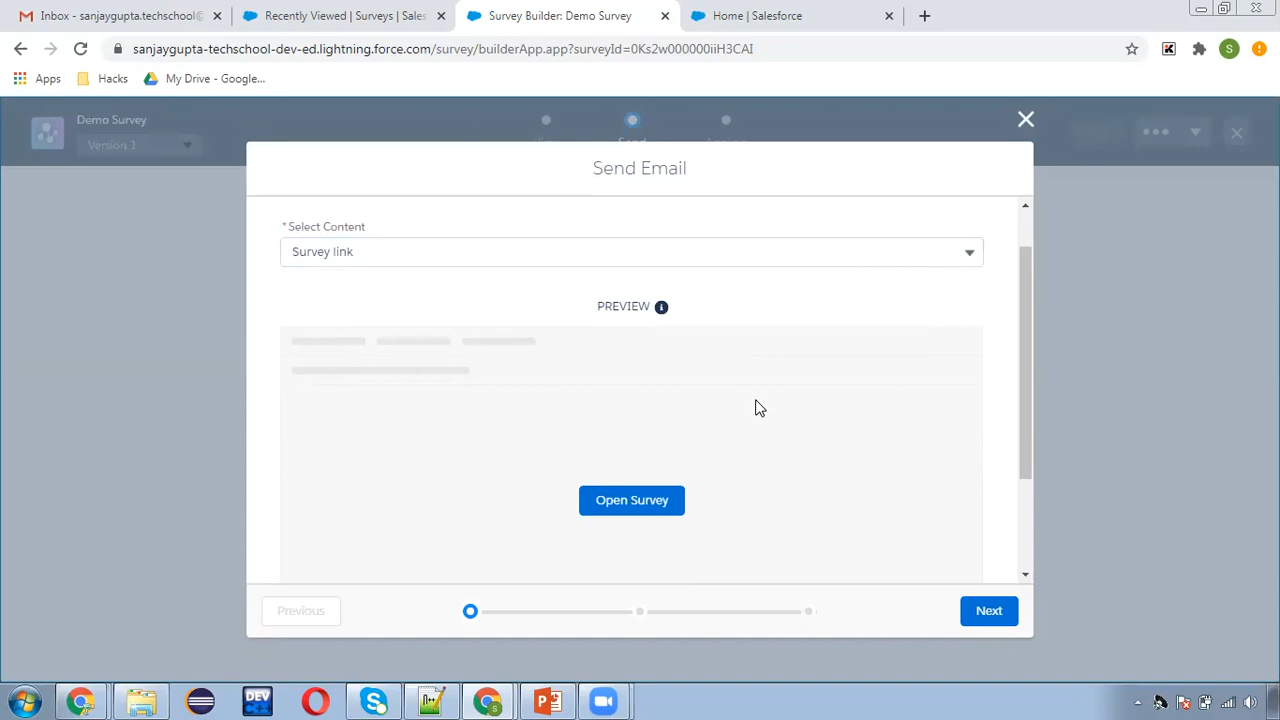 Inbox - sanjaygupta.techschool@
Recently Viewed | Surveys | Sales
Survey Builder: Demo Survey
Home | Salesforce
sanjaygupta-techschool-dev-ed.lightning.force.com/survey/builderApp.app?surveyId=0Ks2w000000iiH3CAI
S
Apps
Hacks
My Drive - Google...
Demo Survey
Version 1
Send
Send Email
*Select Content
Survey link
PREVIEW
Open Survey
Previous
Next
DEV
C++